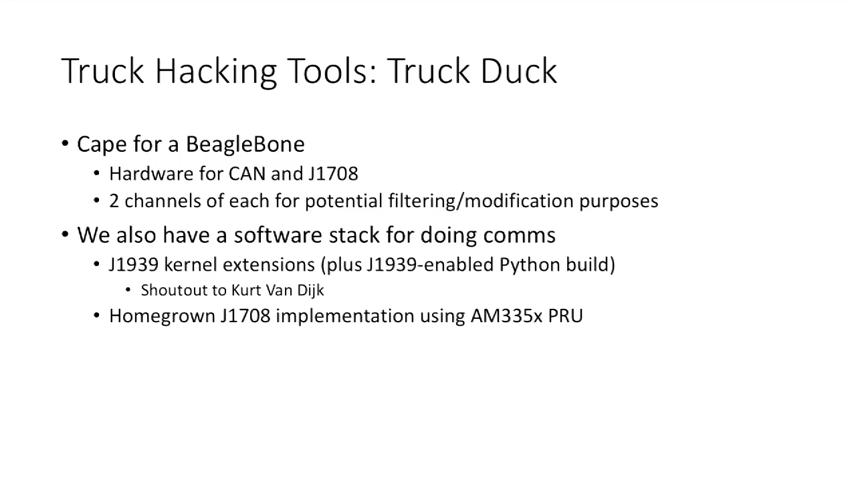 Truck Hacking Tools: Truck Duck
• Cape for a BeagleBone
• Hardware for CAN and J1708
• 2 channels of each for potential filtering/modification purposes
• We also have a software stack for doing comms
• J1939 kernel extensions (plus J1939-enabled Python build)
• Shoutout to Kurt Van Dijk
• Homegrown J1708 implementation using AM335x PRU